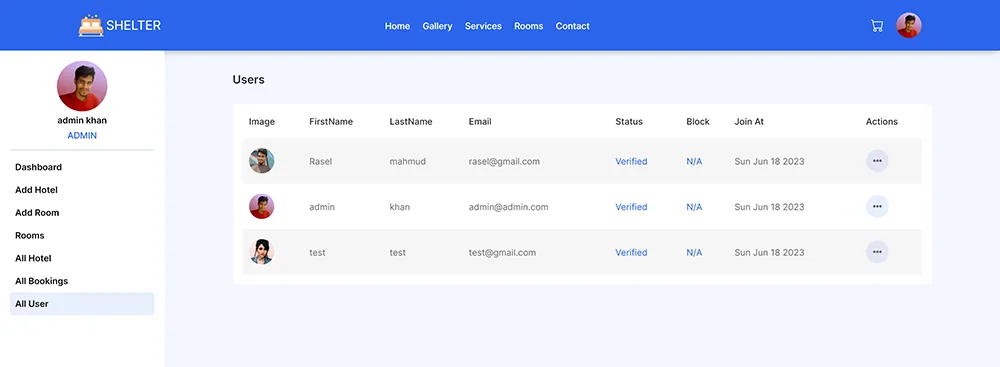 SHELTER
Home Gallery Services Rooms Contact
admin khan
ADMIN
Dashboard
Add Hotel
Add Room
Rooms
All Hotel
All Bookings
All User
Users
Image FirstName LastName Email Status Block Join At Actions
Rasel mahmud rasel@gmail.com Verified N/A Sun Jun 18 2023
admin khan admin@admin.com Verified N/A Sun Jun 18 2023
test test test@gmail.com Verified N/A Sun Jun 18 2023